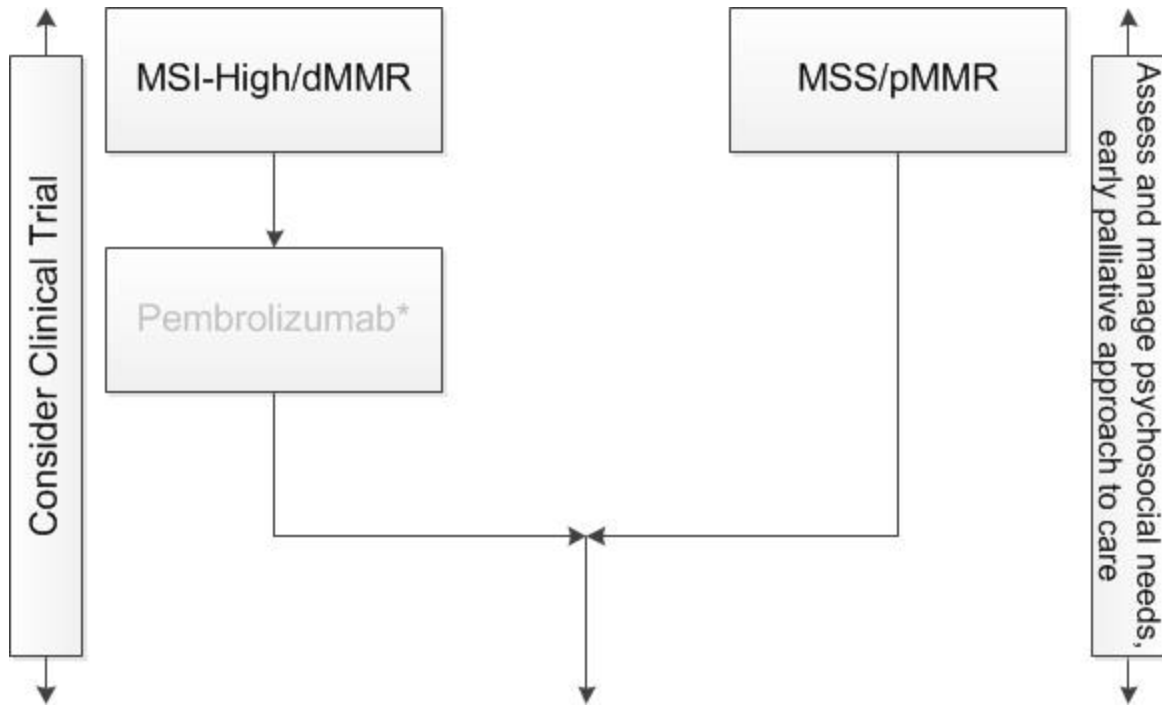 Consider Clinical Trial
MSI-High/dMMR
Pembrolizumab*
MSS/pMMR
Assess and manage psychosocial needs,
early palliative approach to care